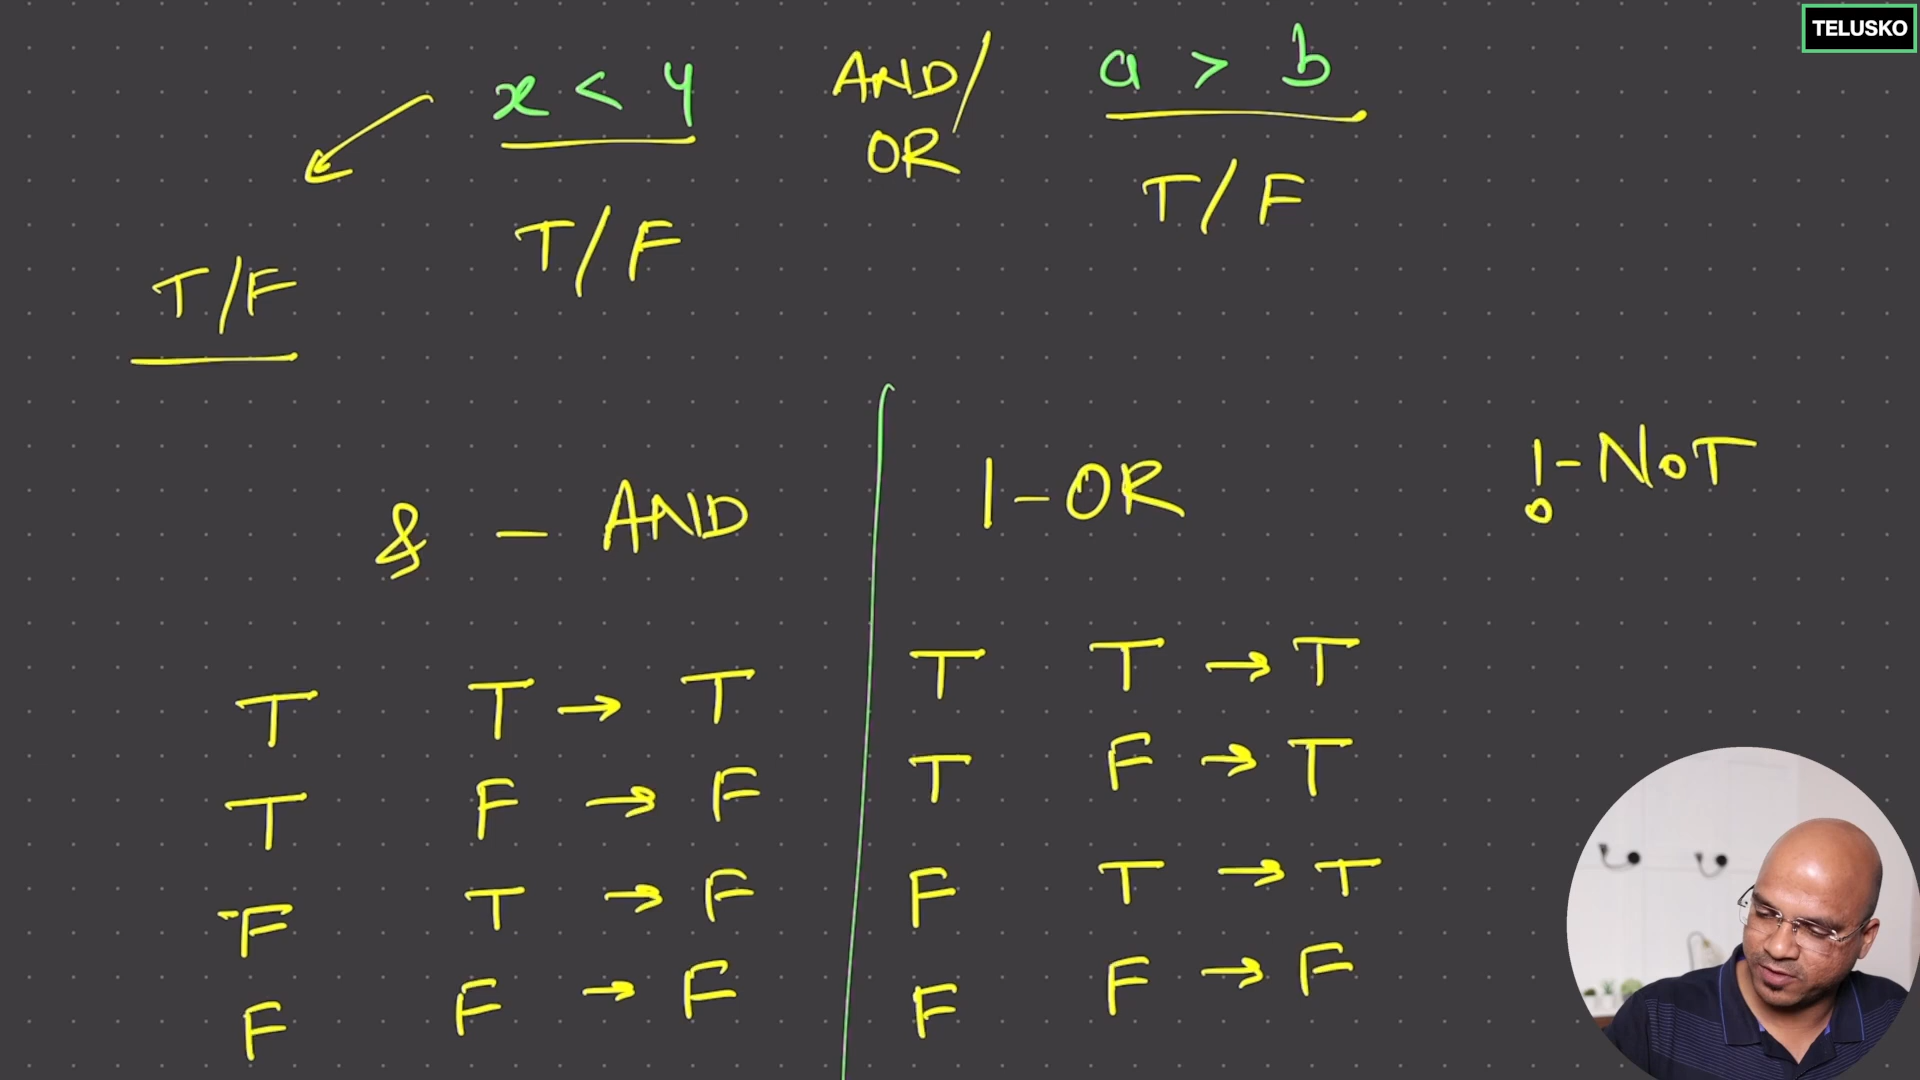 TELUSKO
x < y AND/ a > b
OR
T/F T/F
T/F
& - AND | - OR ! - NOT
T T → T T T → T
T F → F T F → T
F T → F F T → T
F F → F F F → F